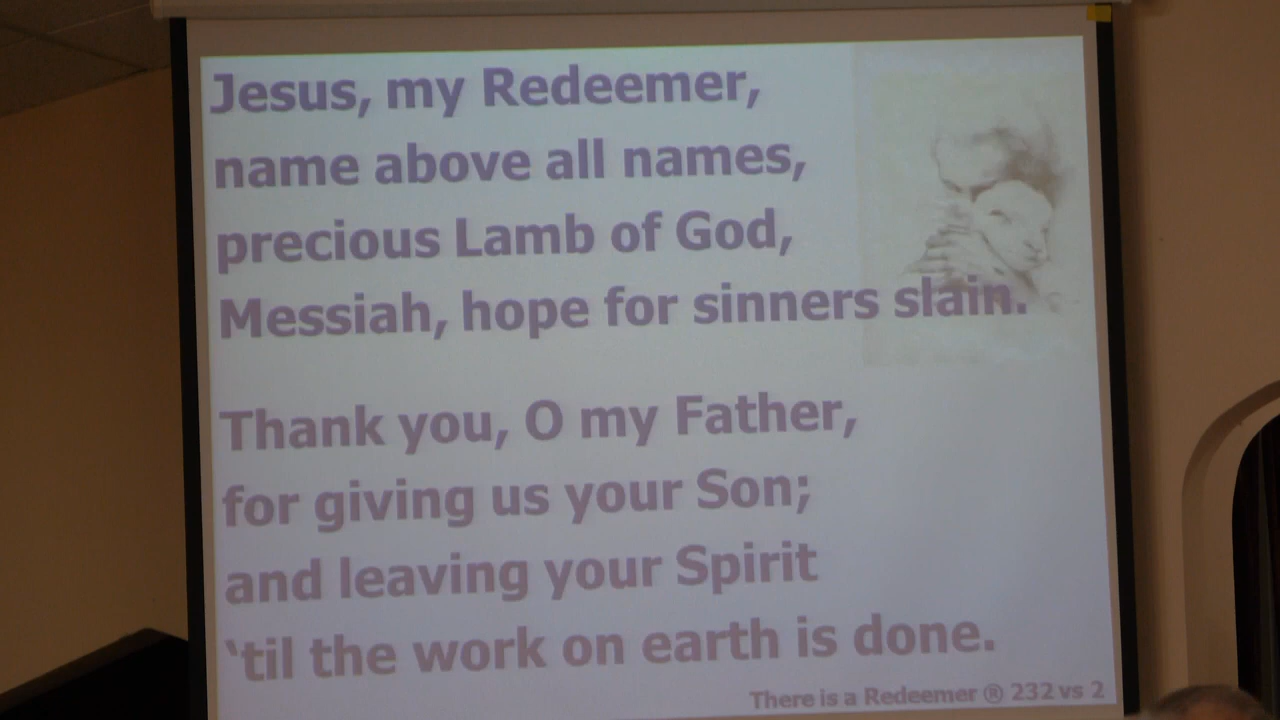 Jesus, my Redeemer,
name above all names,
precious Lamb of God,
Messiah, hope for sinners slain.
Thank you, O my Father,
for giving us your Son;
and leaving your Spirit
‘til the work on earth is done.
There is a Redeemer ® 232 vs 2